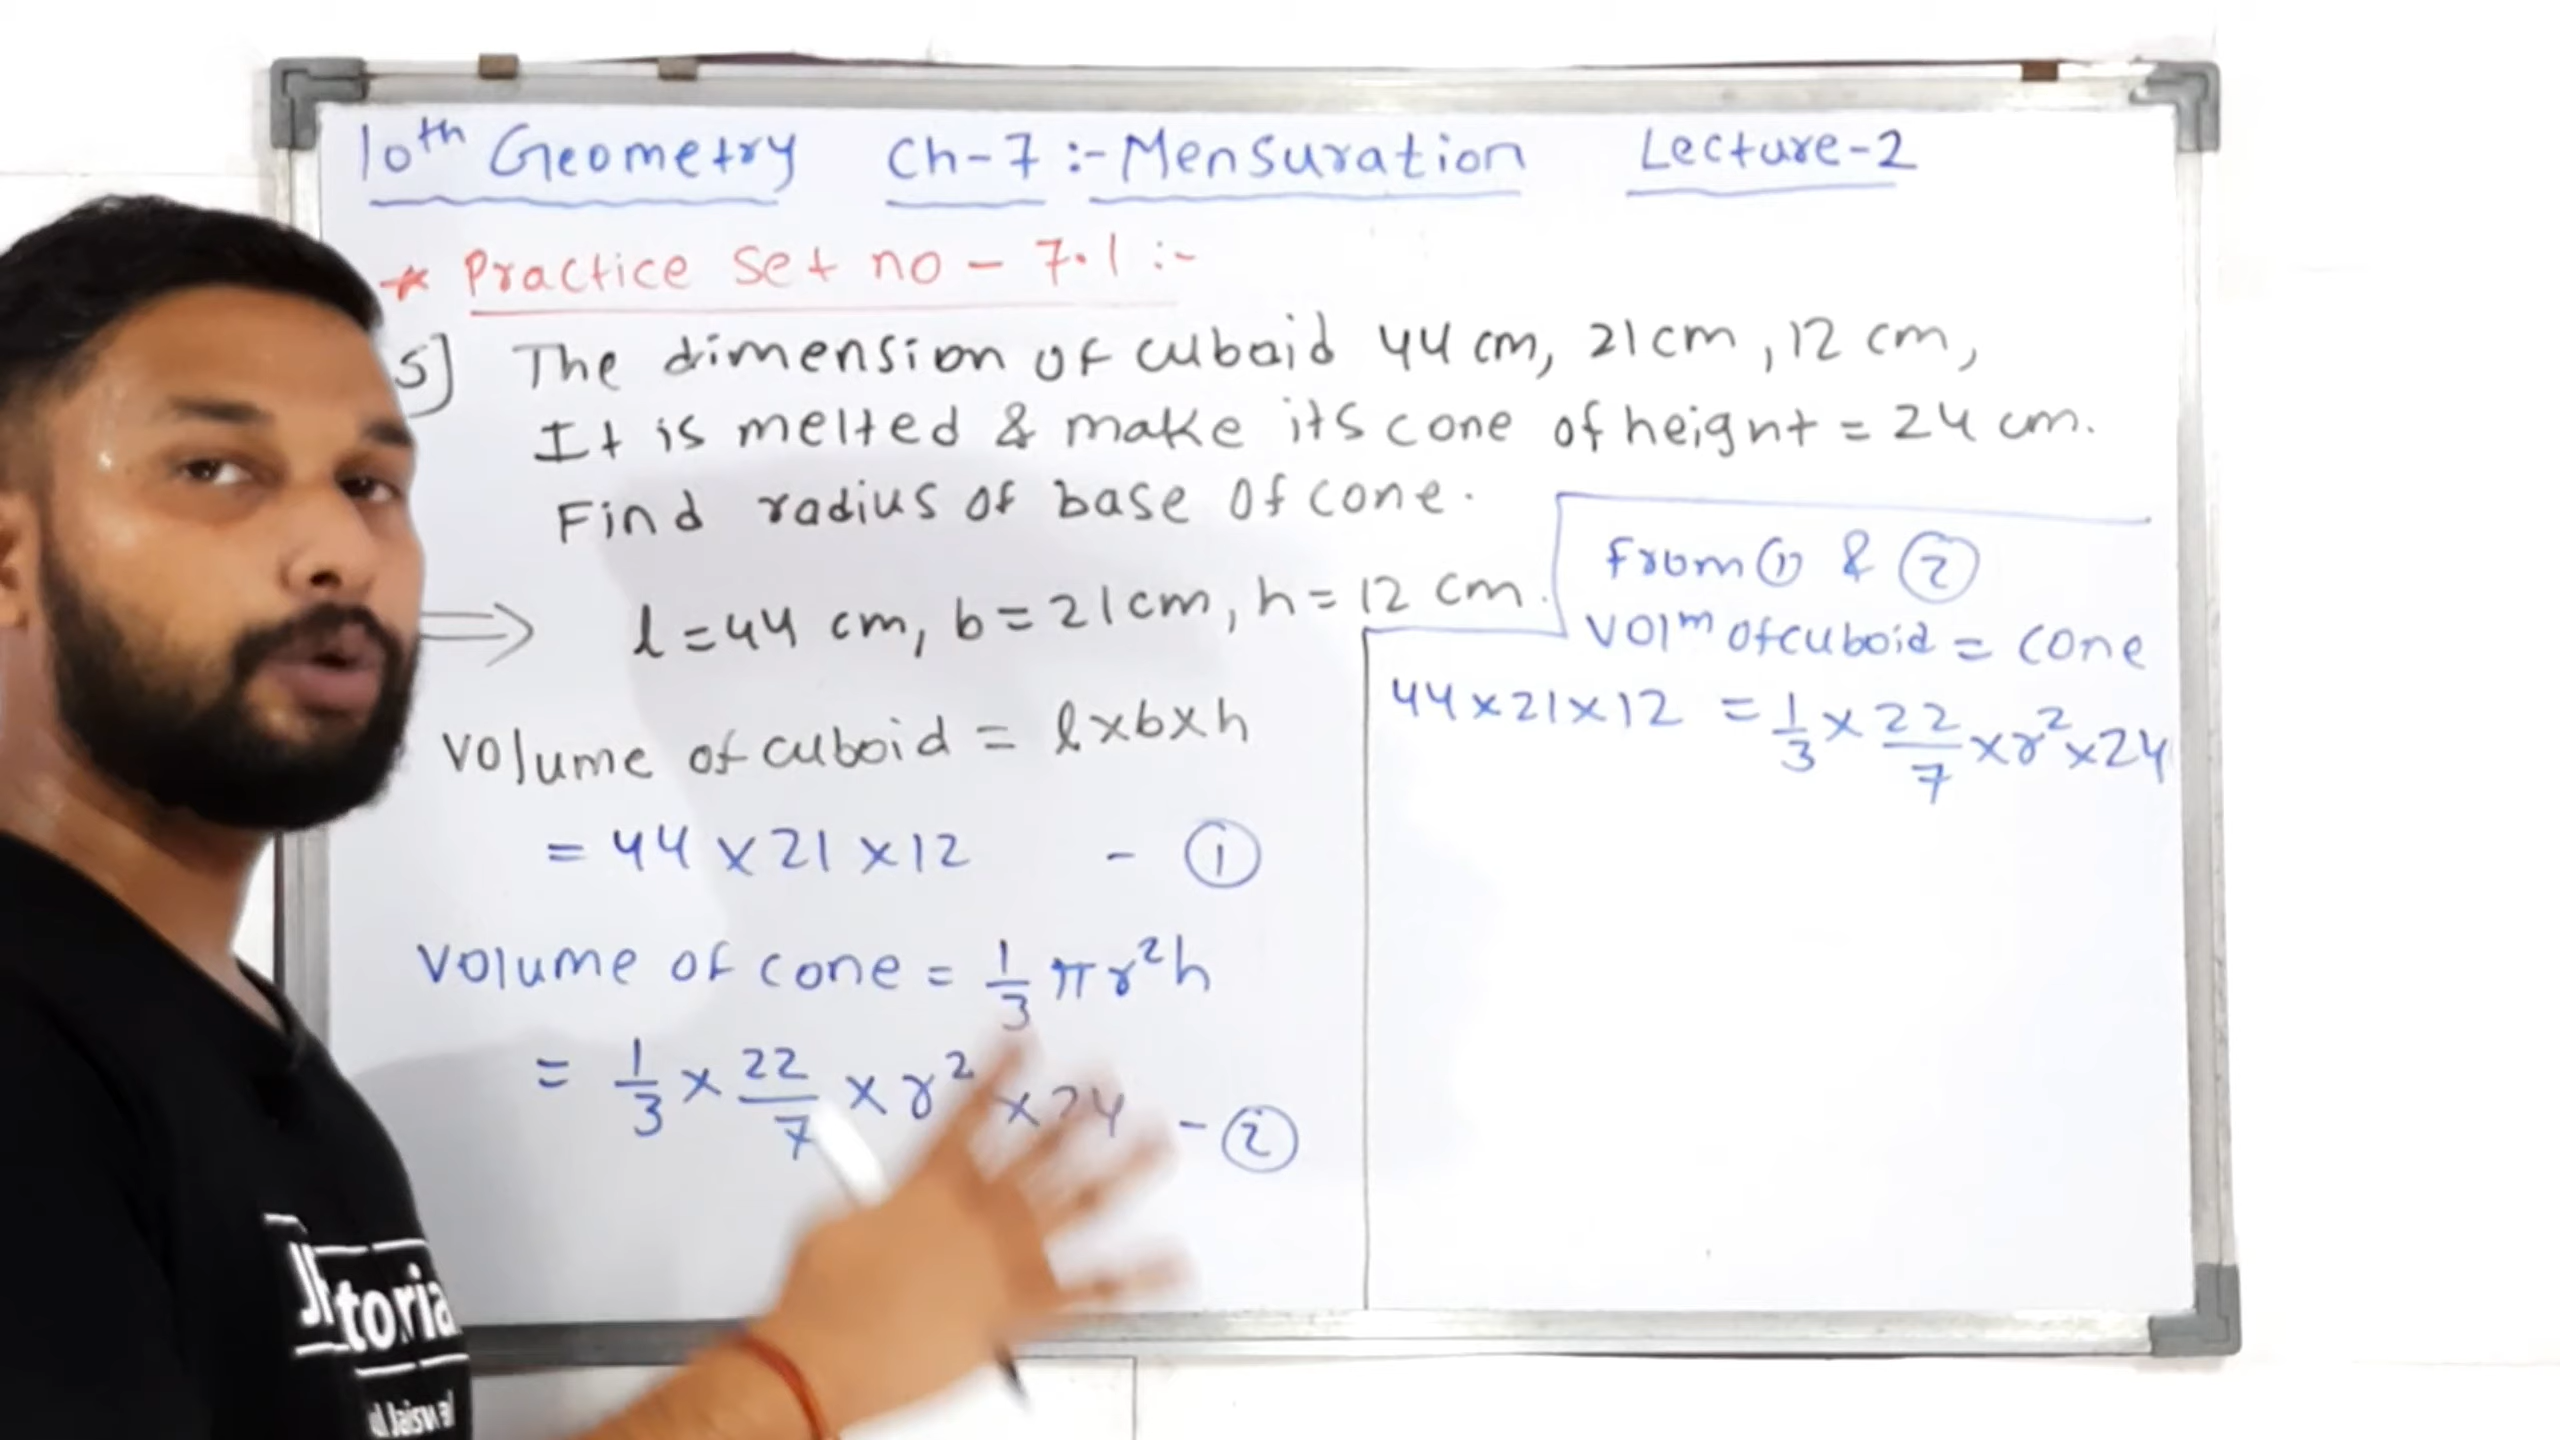 10th Geometry Ch-7 :- Mensuration Lecture-2
* Practice Set no - 7.1 :-
5] The dimension of cuboid 44 cm, 21cm, 12 cm,
It is melted & make its cone of heignt = 24 cm.
Find radius of base of cone.
⇒ l = 44 cm, b = 21cm, h = 12 cm.
Volume of cuboid = l×b×h
= 44 × 21 × 12 - ①
Volume of cone = 1/3 πr²h
= 1/3 × 22/7 × r² × 24 - ②
From ① & ②
Volm of cuboid = cone
44×21×12 = 1/3 × 22/7 × r² × 24
Jaiswal